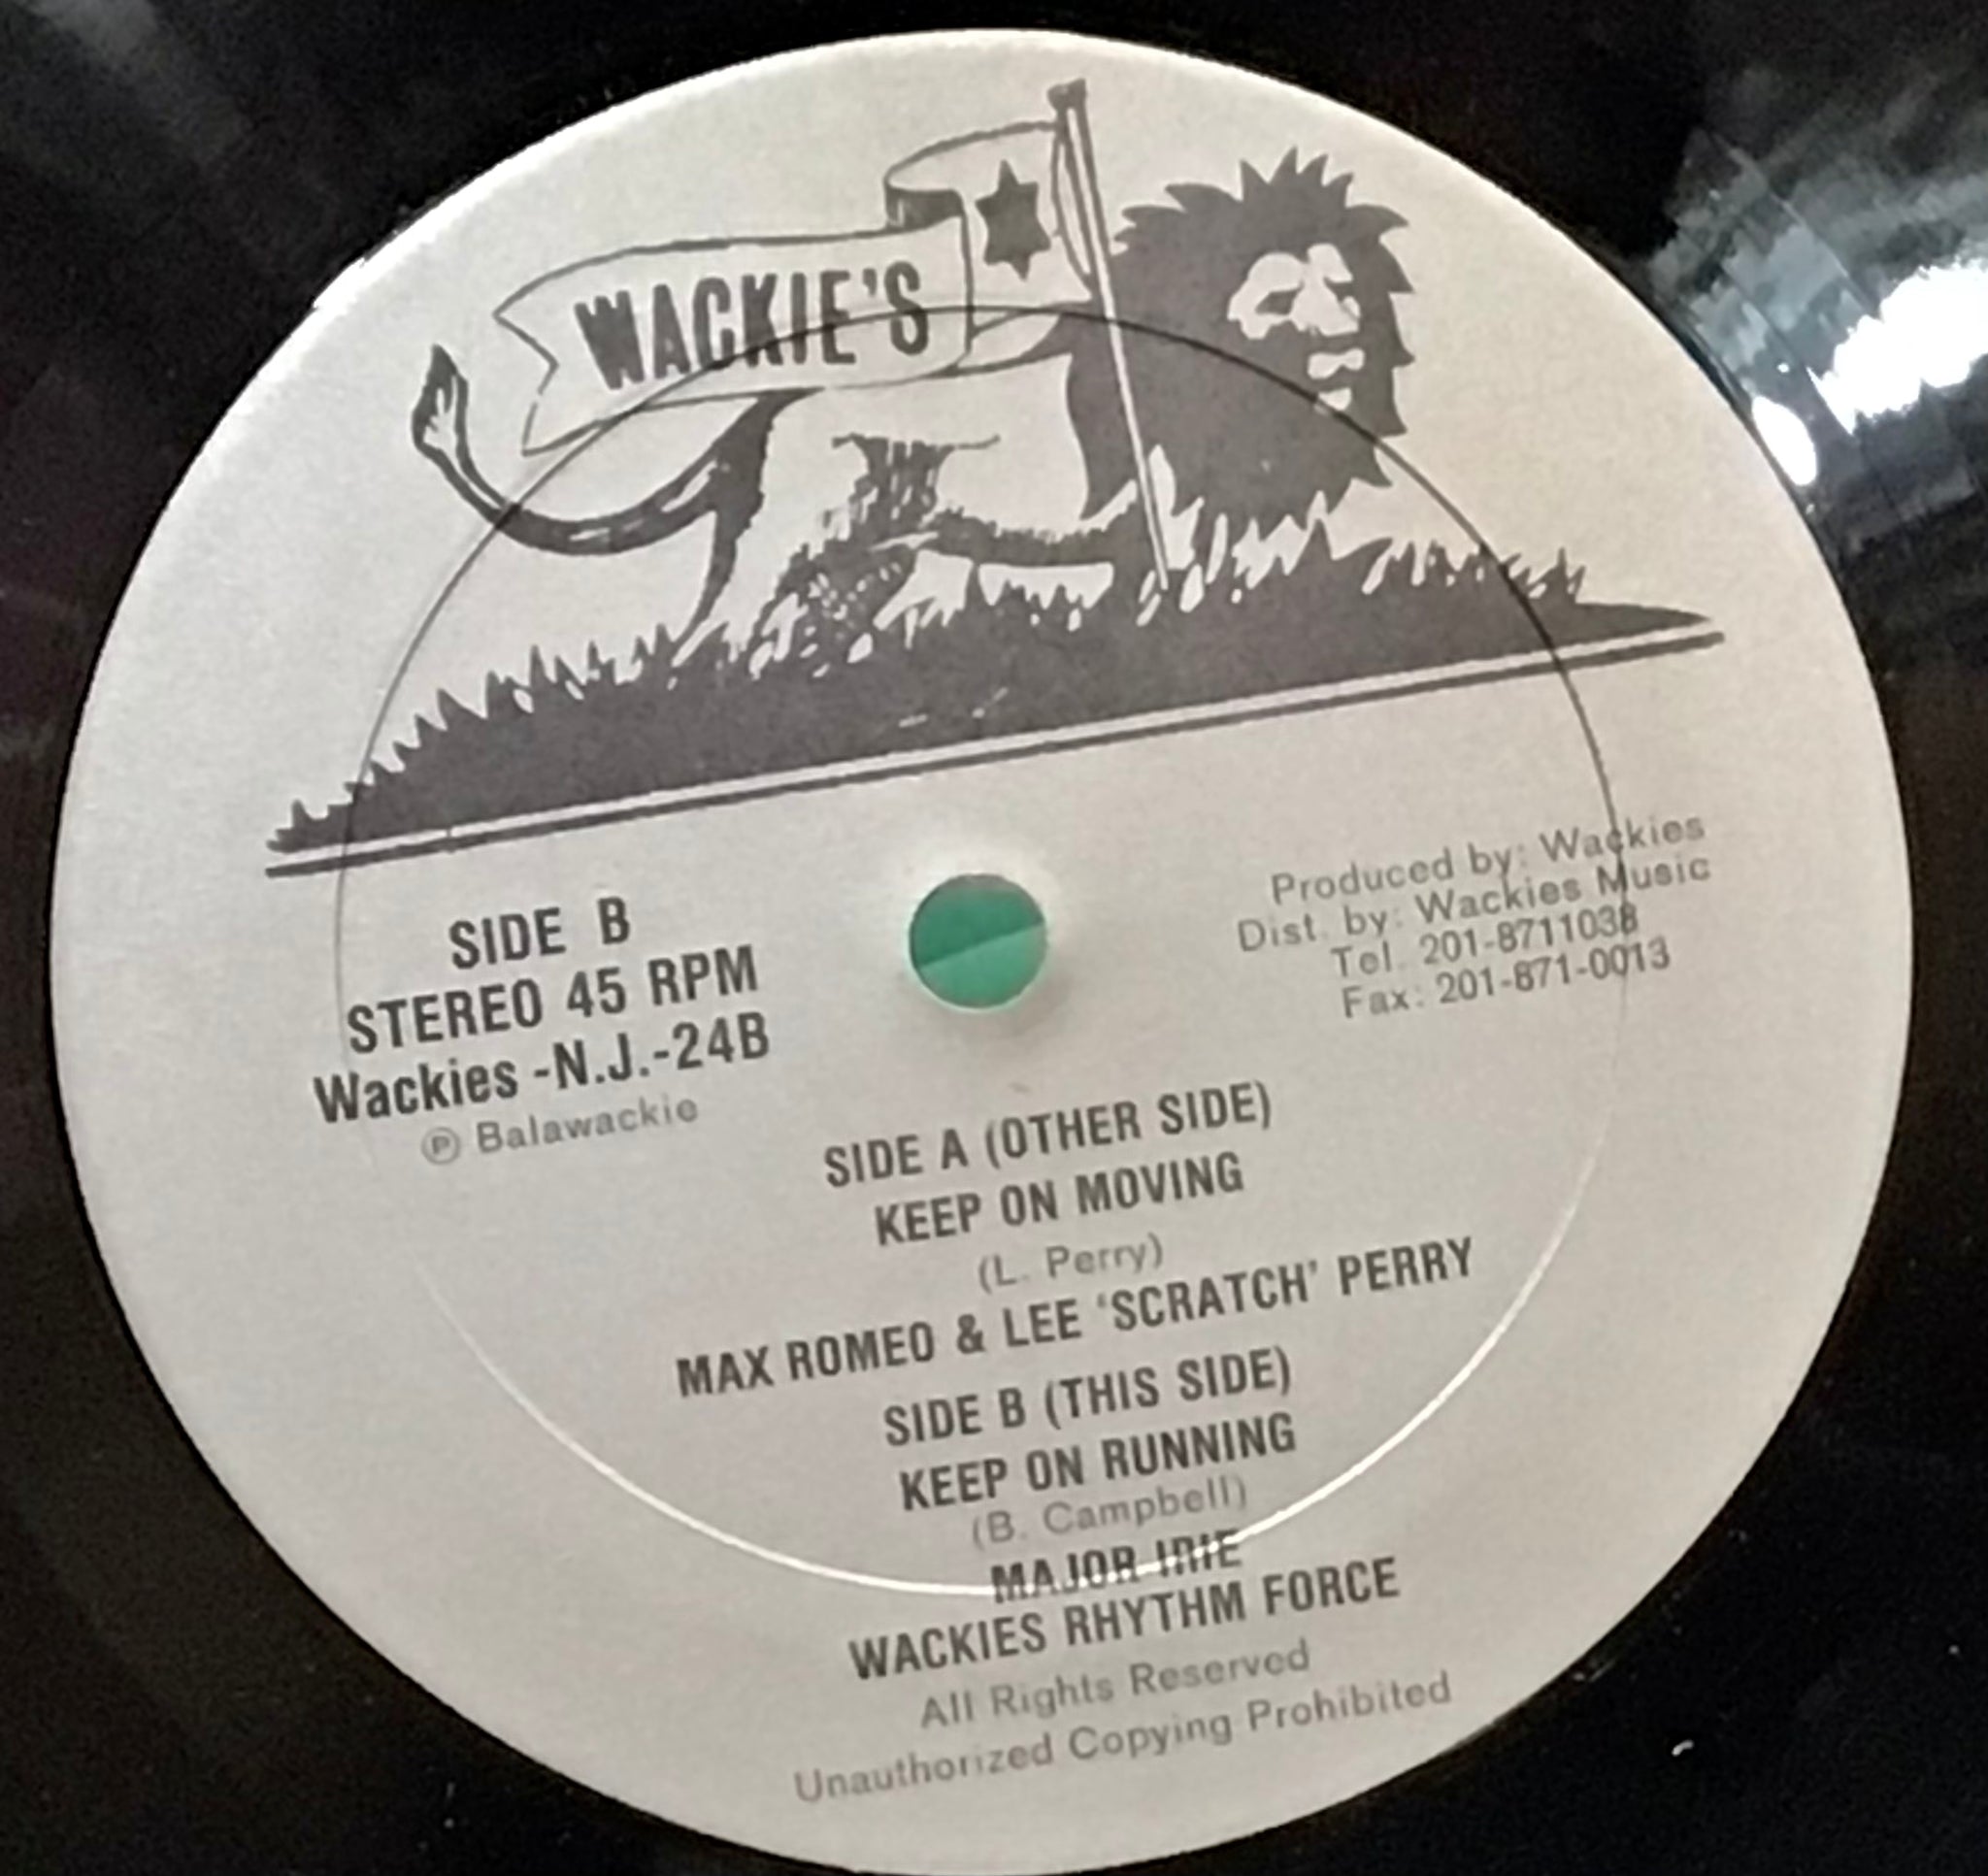 WACKIE'S
SIDE B
STEREO 45 RPM
Wackies -N.J.-24B
Ⓟ Balawackie
Produced by: Wackies
Dist. by: Wackies Music
Tel. 201-8711038
Fax: 201-871-0013
SIDE A (OTHER SIDE)
KEEP ON MOVING
(L. Perry)
MAX ROMEO & LEE 'SCRATCH' PERRY
SIDE B (THIS SIDE)
KEEP ON RUNNING
(B. Campbell)
MAJOR IRIE
WACKIES RHYTHM FORCE
All Rights Reserved
Unauthorized Copying Prohibited